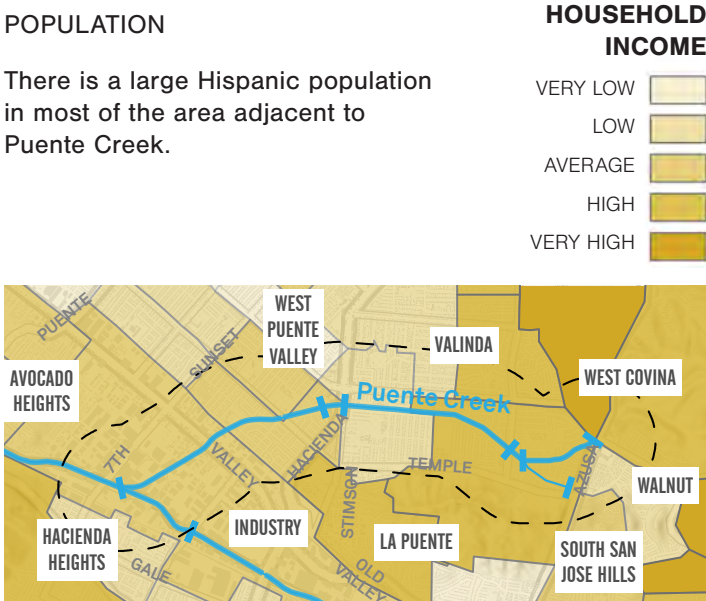 POPULATION
There is a large Hispanic population
in most of the area adjacent to
Puente Creek.
HOUSEHOLD
INCOME
VERY LOW
LOW
AVERAGE
HIGH
VERY HIGH
PUENTE
SUNSET
WEST
PUENTE
VALLEY
VALINDA
WEST COVINA
AVOCADO
HEIGHTS
Puente Creek
7TH
VALLEY
HACIENDA
TEMPLE
STIMSON
AZUSA
WALNUT
HACIENDA
HEIGHTS
INDUSTRY
LA PUENTE
SOUTH SAN
JOSE HILLS
GALE
OLD
VALLEY